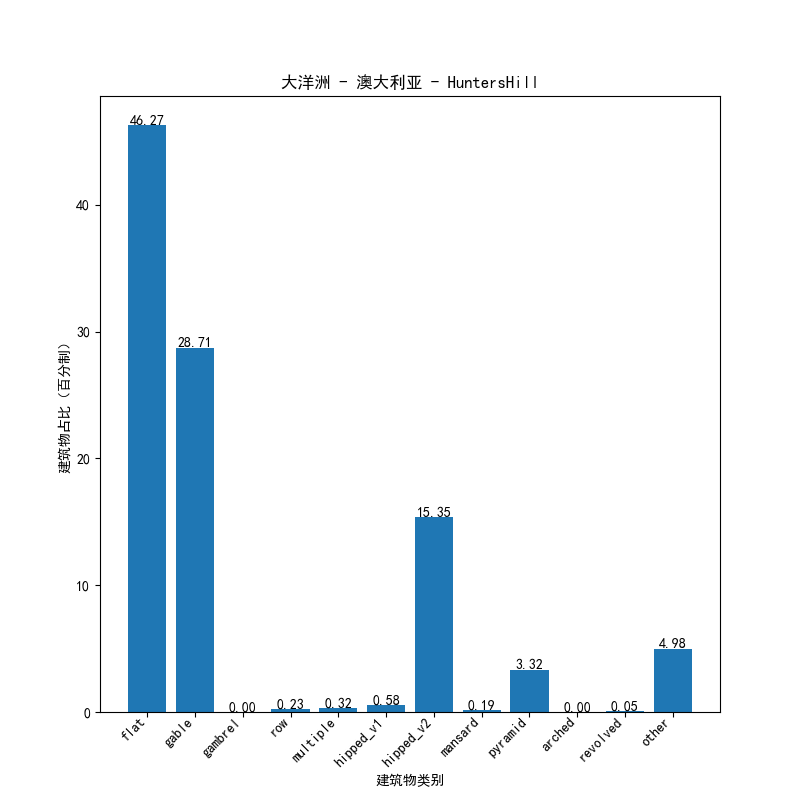 大洋洲 - 澳大利亚 - HuntersHill
建筑物占比（百分制）
40
30
20
10
0
46.27
28.71
0.00
0.23
0.32
0.58
15.35
0.19
3.32
0.00
0.05
4.98
flat
gable
gambrel
row
multiple
hipped_v1
hipped_v2
mansard
pyramid
arched
revolved
other
建筑物类别